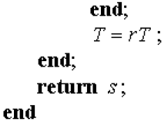 end;
T = rT ;
end;
return s ;
end